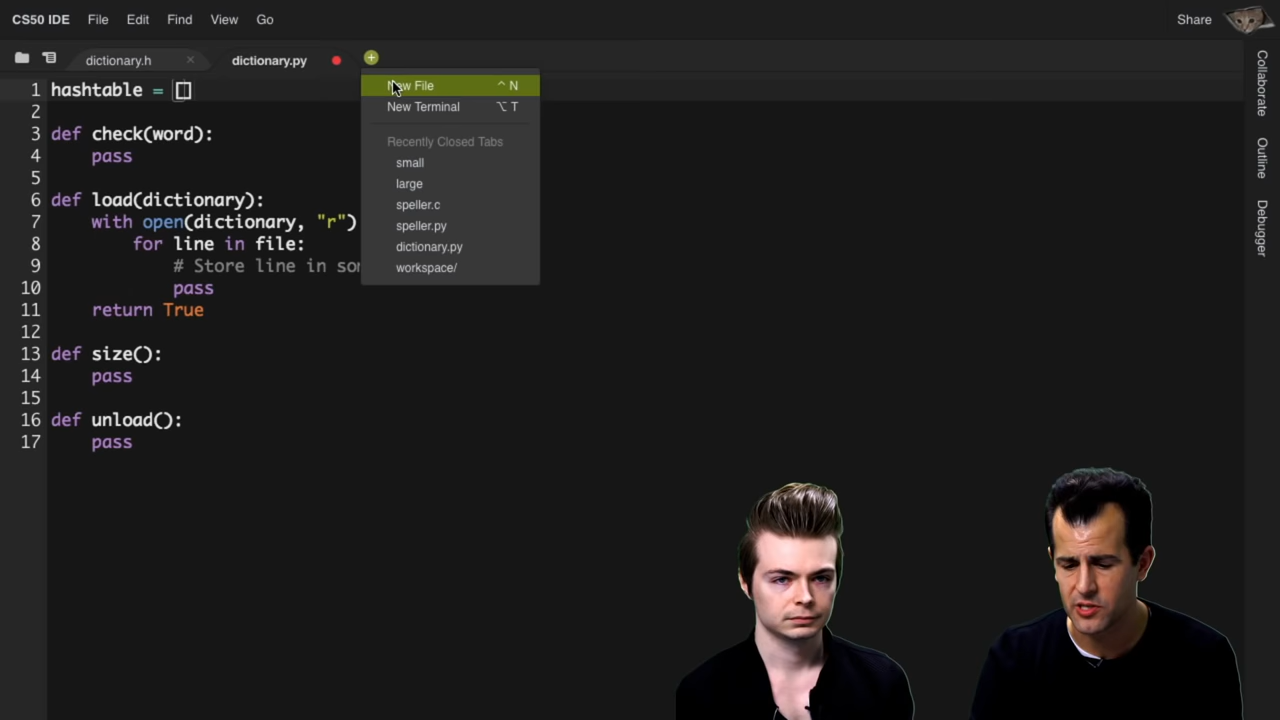 CS50 IDE File Edit Find View Go Share
dictionary.h dictionary.py
1 hashtable = []
2
3 def check(word):
4 pass
5
6 def load(dictionary):
7 with open(dictionary, "r")
8 for line in file:
9 # Store line in
10 pass
11 return True
12
13 def size():
14 pass
15
16 def unload():
17 pass
New File ^ N
New Terminal ⌥ T
Recently Closed Tabs
small
large
speller.c
speller.py
dictionary.py
workspace/
Collaborate
Outline
Debugger